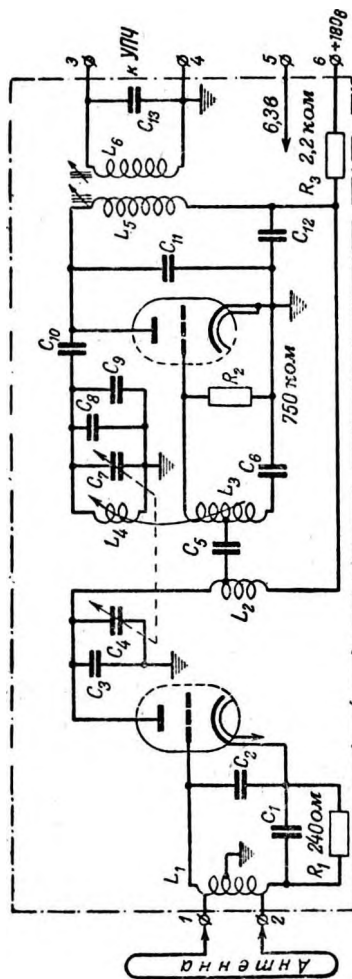 Антенна
1
2
L₁
R₁ 240 ом
C₁
C₂
C₃
C₄
L₂
C₅
L₄
C₇
C₈
C₉
L₃
C₆
R₂
750 ком
C₁₀
C₁₁
C₁₂
L₅
L₆
C₁₃
3
к УПЧ
4
6,3в
5
R₃ 2,2 ком
6
+180в